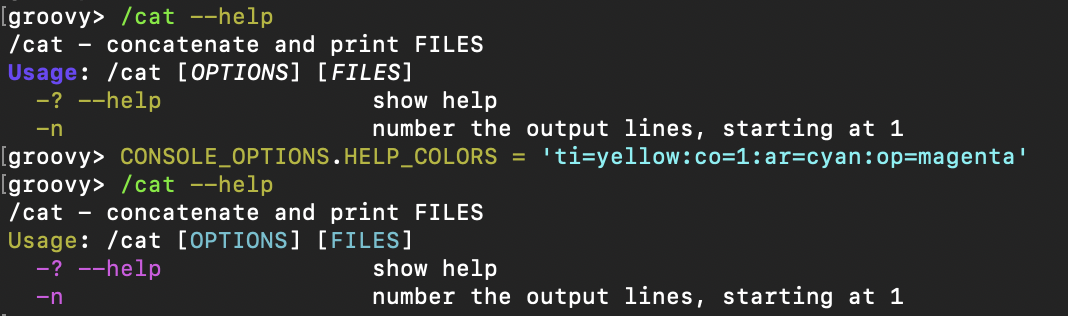 groovy> /cat --help
/cat - concatenate and print FILES
Usage: /cat [OPTIONS] [FILES]
  -? --help               show help
  -n                      number the output lines, starting at 1
groovy> CONSOLE_OPTIONS.HELP_COLORS = 'ti=yellow:co=1:ar=cyan:op=magenta'
groovy> /cat --help
/cat - concatenate and print FILES
Usage: /cat [OPTIONS] [FILES]
  -? --help               show help
  -n                      number the output lines, starting at 1